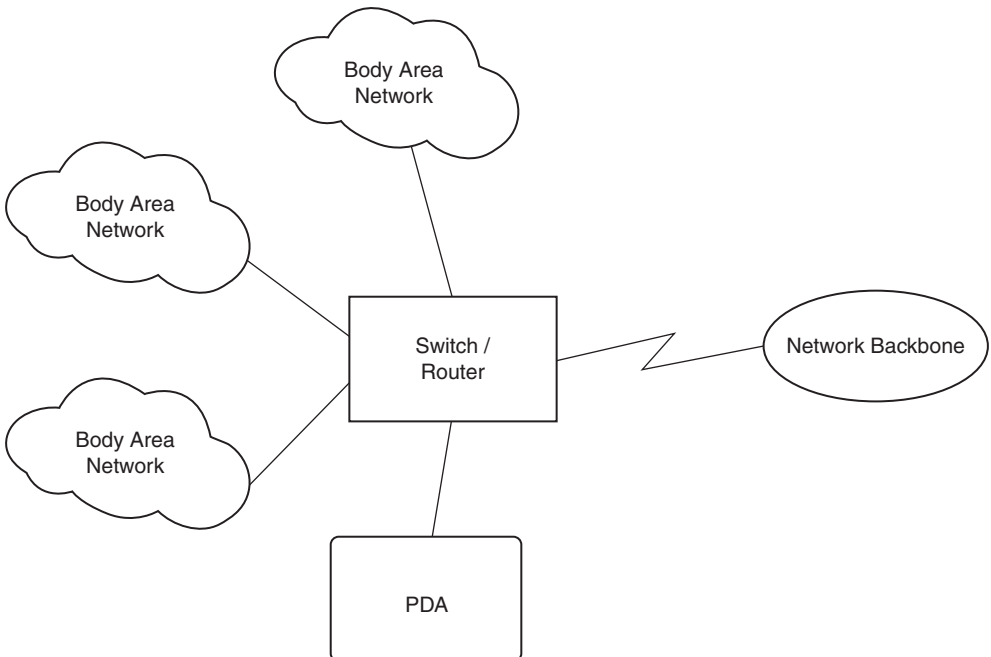 Body Area
Network
Body Area
Network
Switch /
Router
Network Backbone
Body Area
Network
PDA